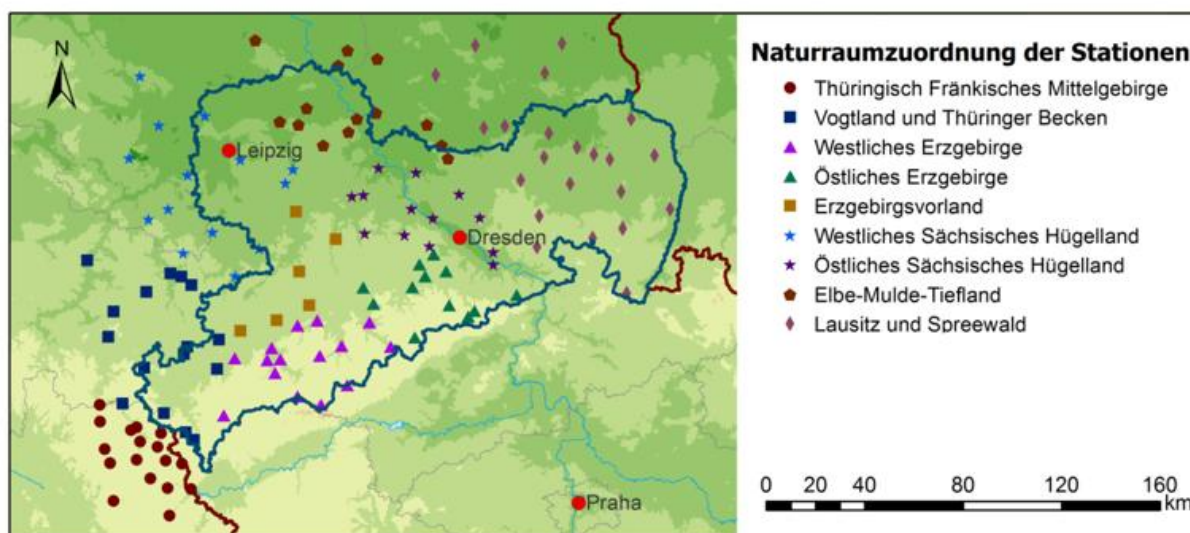 N
Leipzig
Dresden
Praha
Naturraumzuordnung der Stationen
Thüringisch Fränkisches Mittelgebirge
Vogtland und Thüringer Becken
Westliches Erzgebirge
Östliches Erzgebirge
Erzgebirgsvorland
Westliches Sächsisches Hügelland
Östliches Sächsisches Hügelland
Elbe-Mulde-Tiefland
Lausitz und Spreewald
0 20 40 80 120 160
km